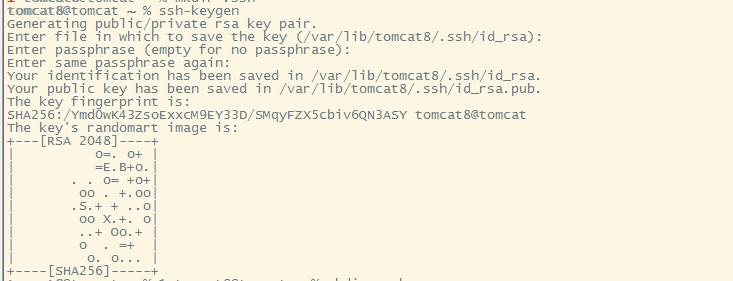 tomcat8@tomcat ~ % ssh-keygen
Generating public/private rsa key pair.
Enter file in which to save the key (/var/lib/tomcat8/.ssh/id_rsa):
Enter passphrase (empty for no passphrase):
Enter same passphrase again:
Your identification has been saved in /var/lib/tomcat8/.ssh/id_rsa.
Your public key has been saved in /var/lib/tomcat8/.ssh/id_rsa.pub.
The key fingerprint is:
SHA256:/YmdOwK43ZsoExxcM9EY33D/SMqyFZX5cbiv6QN3ASY tomcat8@tomcat
The key's randomart image is:
+---[RSA 2048]----+
|          o=. o+ |
|          =E.B+o.|
|       . . o= +o+|
|        oo . +.oo|
|       .S.+ + ..o|
|        oo X.+. o|
|        ..+ Oo.+ |
|        o  . =+  |
|         o. o... |
+----[SHA256]-----+